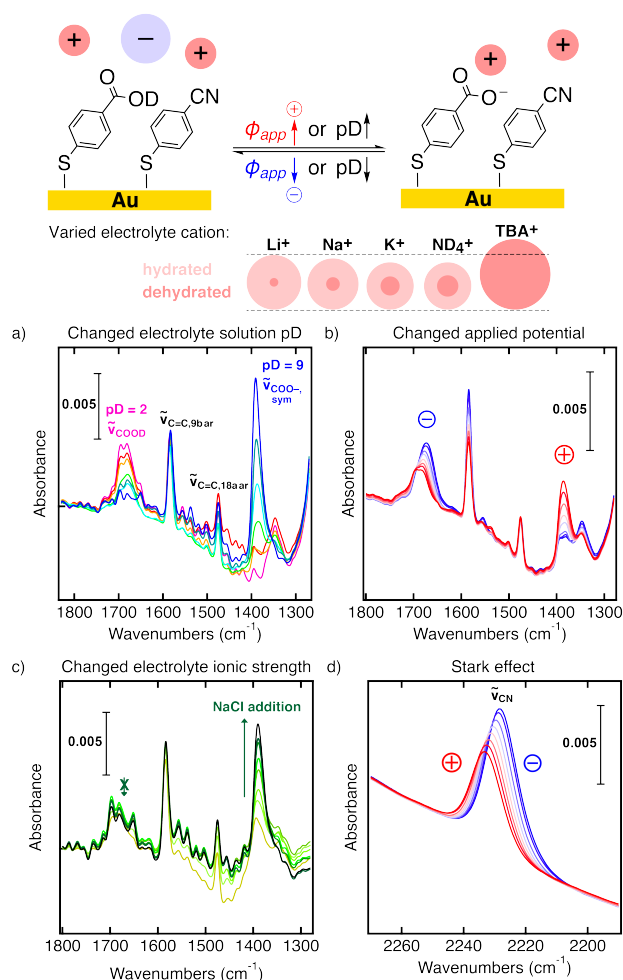 + − +
O
OD
CN
S
S
Au
ϕapp or pD
+
ϕapp or pD
−
+ +
O
O−
CN
S
S
Au
Varied electrolyte cation:
Li+ Na+ K+ ND4+ TBA+
hydrated
dehydrated
a) Changed electrolyte solution pD
0.005
pD = 2
ṽCOOD
ṽC=C,9b ar
ṽC=C,18a ar
pD = 9
ṽCOO−,
sym
Absorbance
1800 1700 1600 1500 1400 1300
Wavenumbers (cm-1)
b) Changed applied potential
0.005
−
+
Absorbance
1800 1700 1600 1500 1400 1300
Wavenumbers (cm-1)
c) Changed electrolyte ionic strength
0.005
NaCl addition
X
Absorbance
1800 1700 1600 1500 1400 1300
Wavenumbers (cm-1)
d) Stark effect
ṽCN
0.005
+ −
Absorbance
2260 2240 2220 2200
Wavenumbers (cm-1)